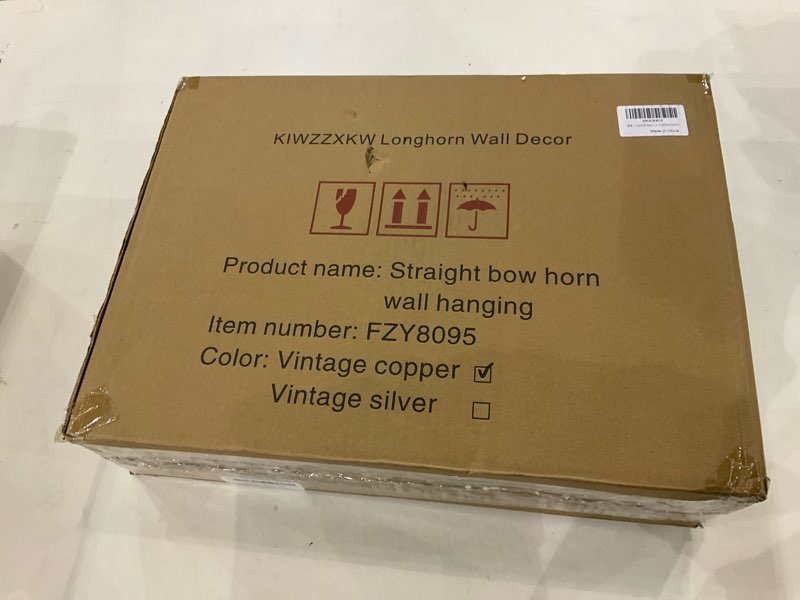 KIWZZXKW Longhorn Wall Decor
Made in China
Product name: Straight bow horn
wall hanging
Item number: FZY8095
Color: Vintage copper
Vintage silver